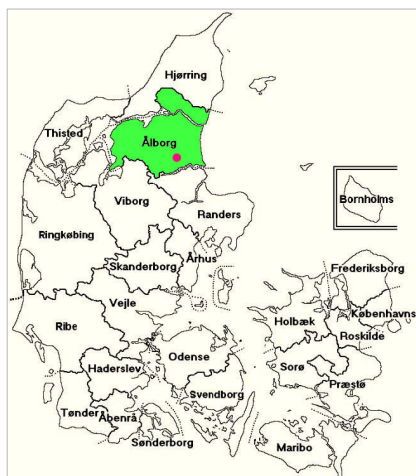 Hjørring
Thisted
Ålborg
Viborg
Randers
Bornholms
Ringkøbing
Århus
Skanderborg
Frederiksborg
Vejle
Københavns
Holbæk
Ribe
Roskilde
Odense
Haderslev
Sorø
Præstø
Svendborg
Tønder
Åbenrå
Sønderborg
Maribo